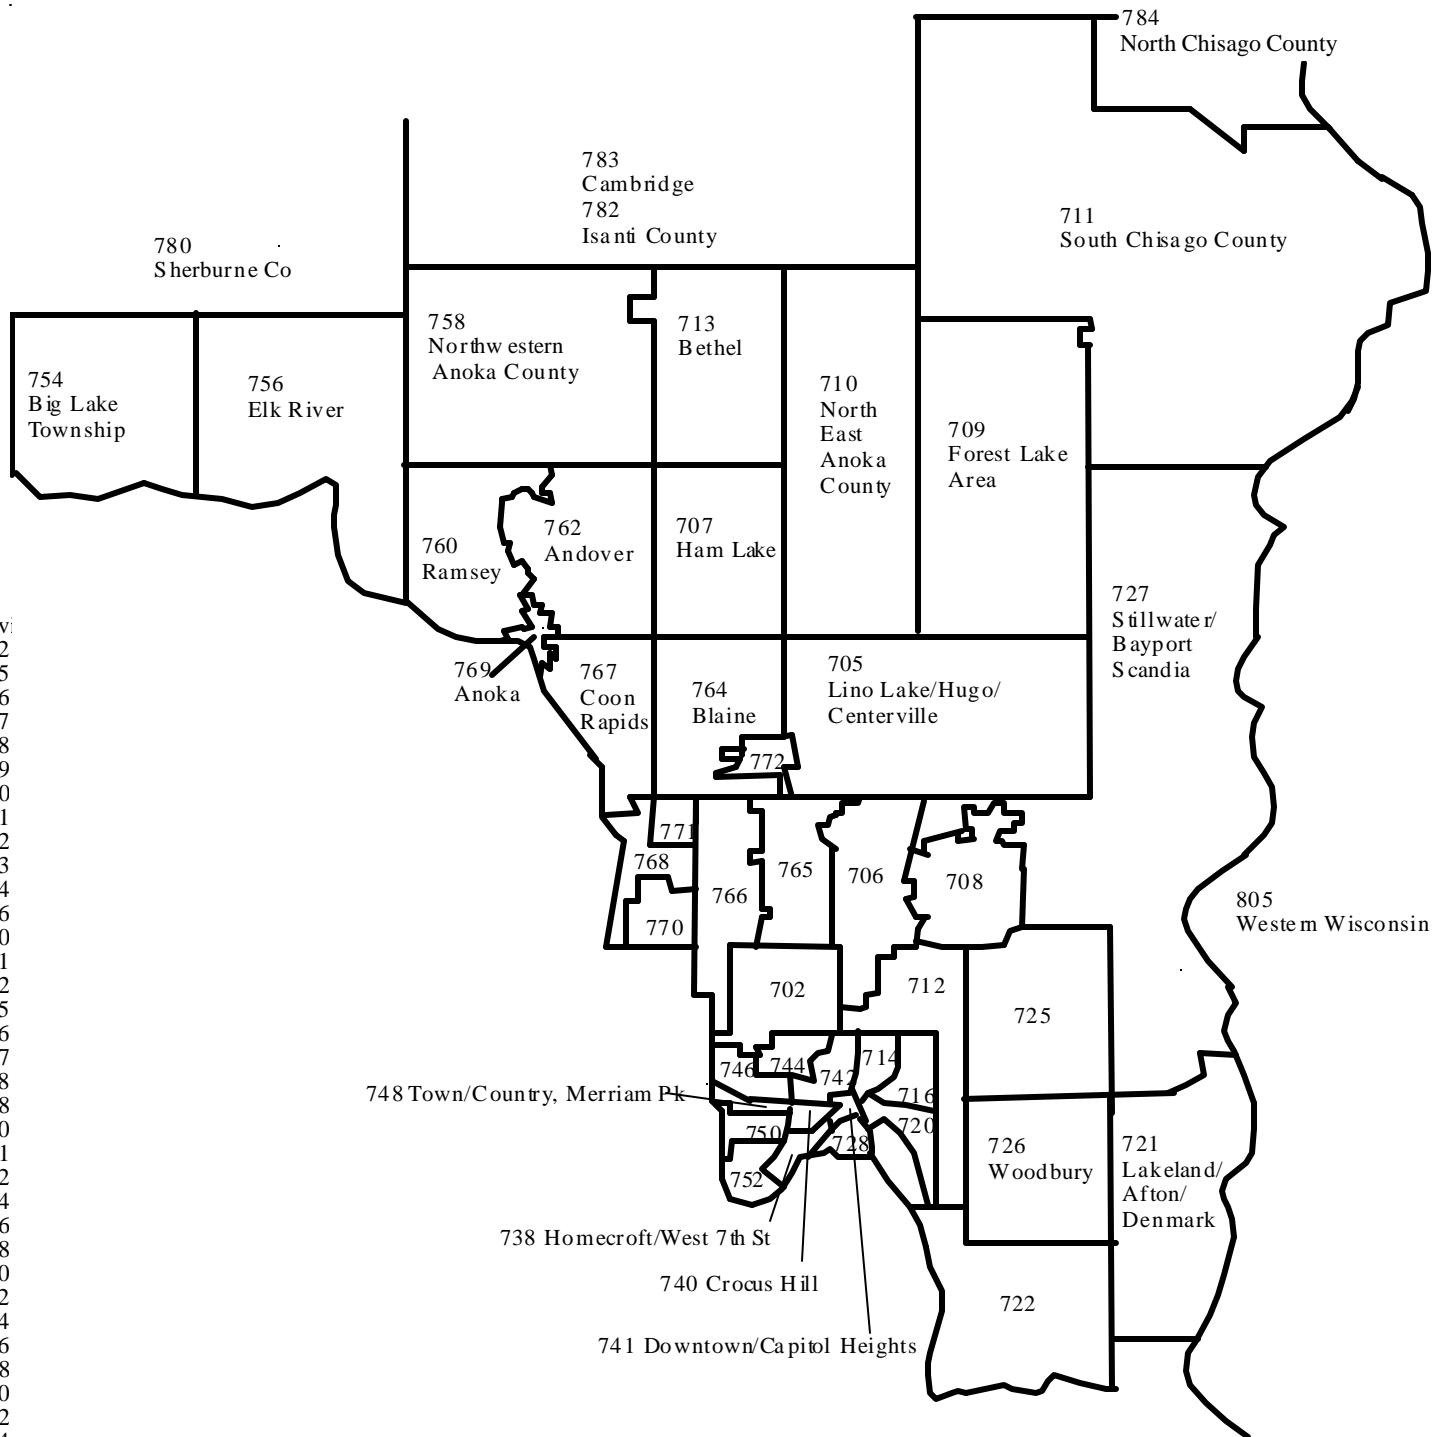 784
North Chisago County
783
Cambridge
782
Isanti County
711
South Chisago County
780
Sherburne Co
758
Northwestern
Anoka County
713
Bethel
754
Big Lake
Township
756
Elk River
710
North
East
Anoka
County
709
Forest Lake
Area
760
Ramsey
762
Andover
707
Ham Lake
727
Stillwater/
Bayport
Scandia
769
Anoka
767
Coon
Rapids
764
Blaine
705
Lino Lake/Hugo/
Centerville
772
771
768
770
766
765
706
708
805
Western Wisconsin
702
712
725
746
744
742
714
716
748 Town/Country, Merriam Pk
750
720
728
752
726
Woodbury
721
Lakeland/
Afton/
Denmark
738 Homecroft/West 7th St
740 Crocus Hill
722
741 Downtown/Capitol Heights